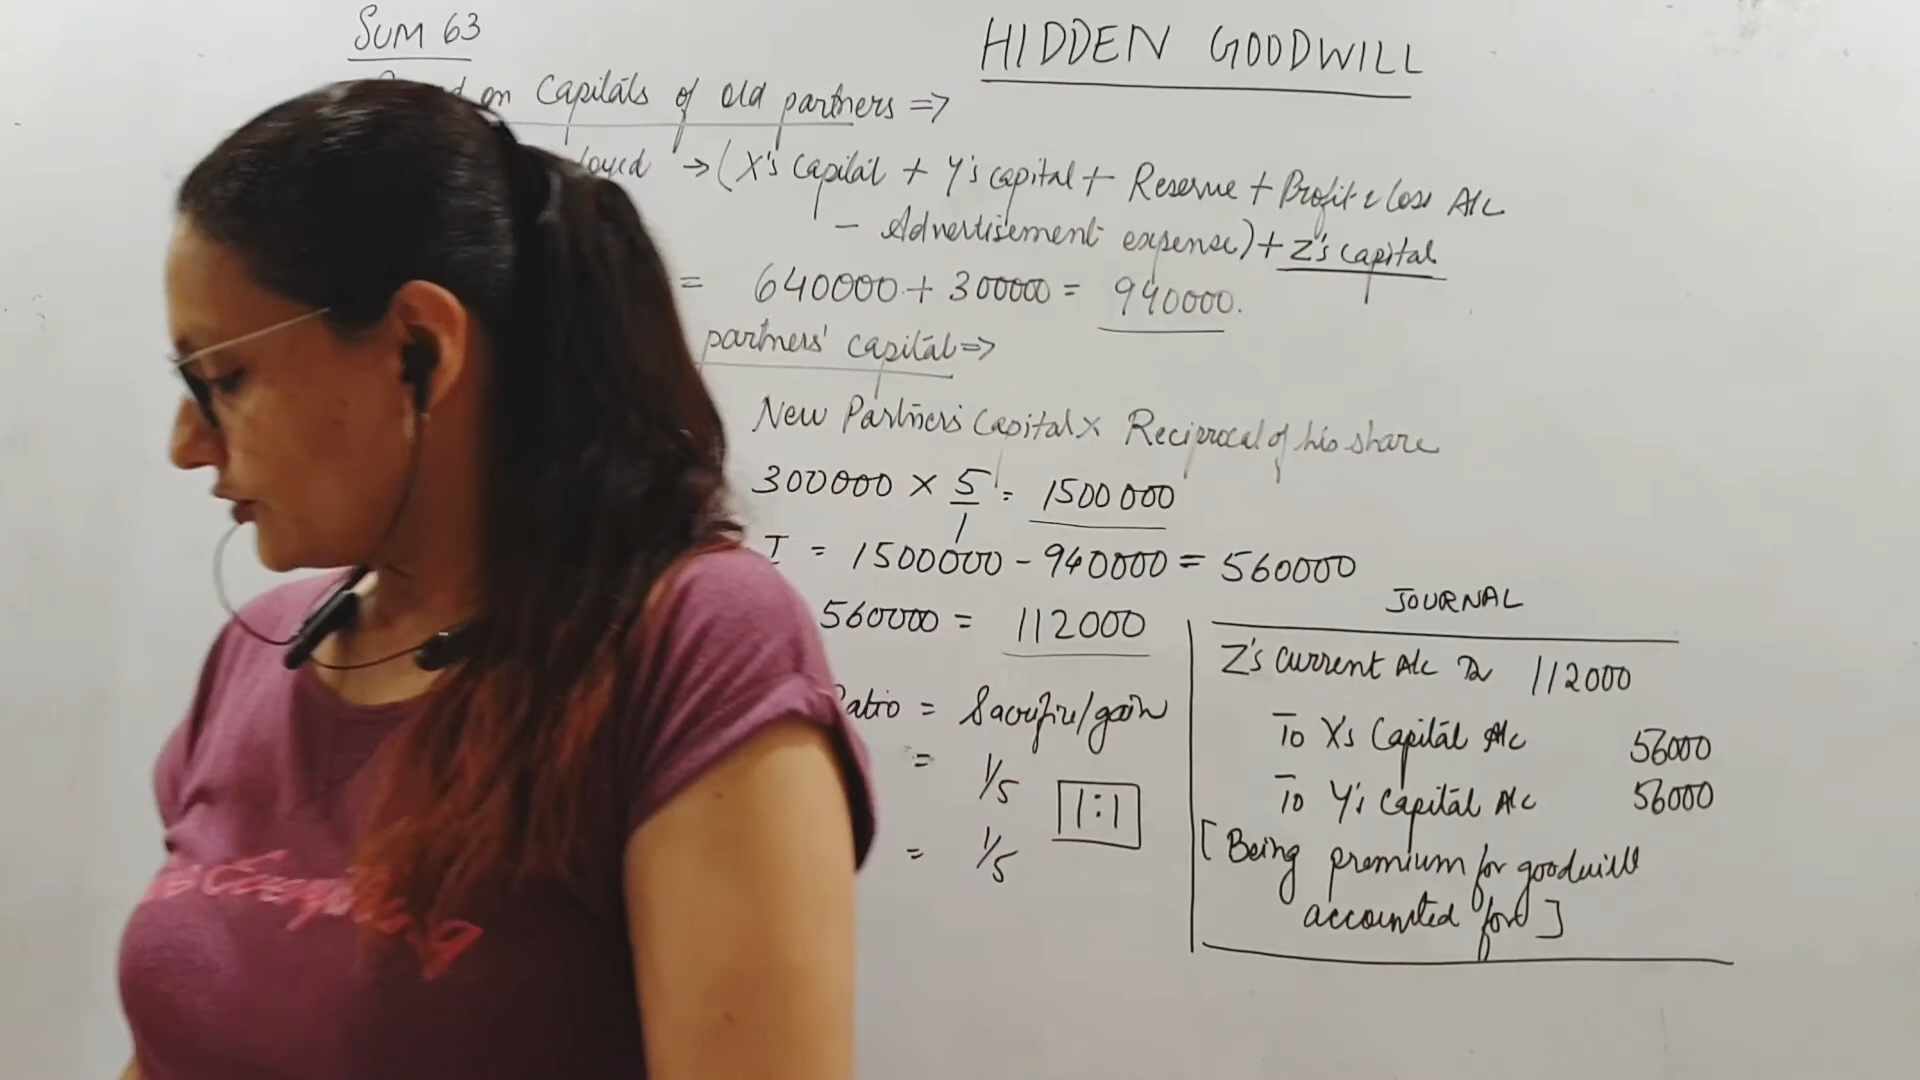 SUM 63
HIDDEN GOODWILL
on Capitals of old partners =>
→ (X's Capital + Y's capital + Reserve + Profit & loss A/c
- Advertisement expense) + Z's capital
= 640000 + 300000 = 940000.
partners' capital =>
New Partner's Capital x Reciprocal of his share
300000 × 5/1 = 1500000
= 1500000 - 940000 = 560000
560000 = 112000
Ratio = Sacrifice/gain
= 1/5
1:1
= 1/5
JOURNAL
Z's Current A/c Dr 112000
To X's Capital A/c 56000
To Y's Capital A/c 56000
[Being premium for goodwill
accounted for]